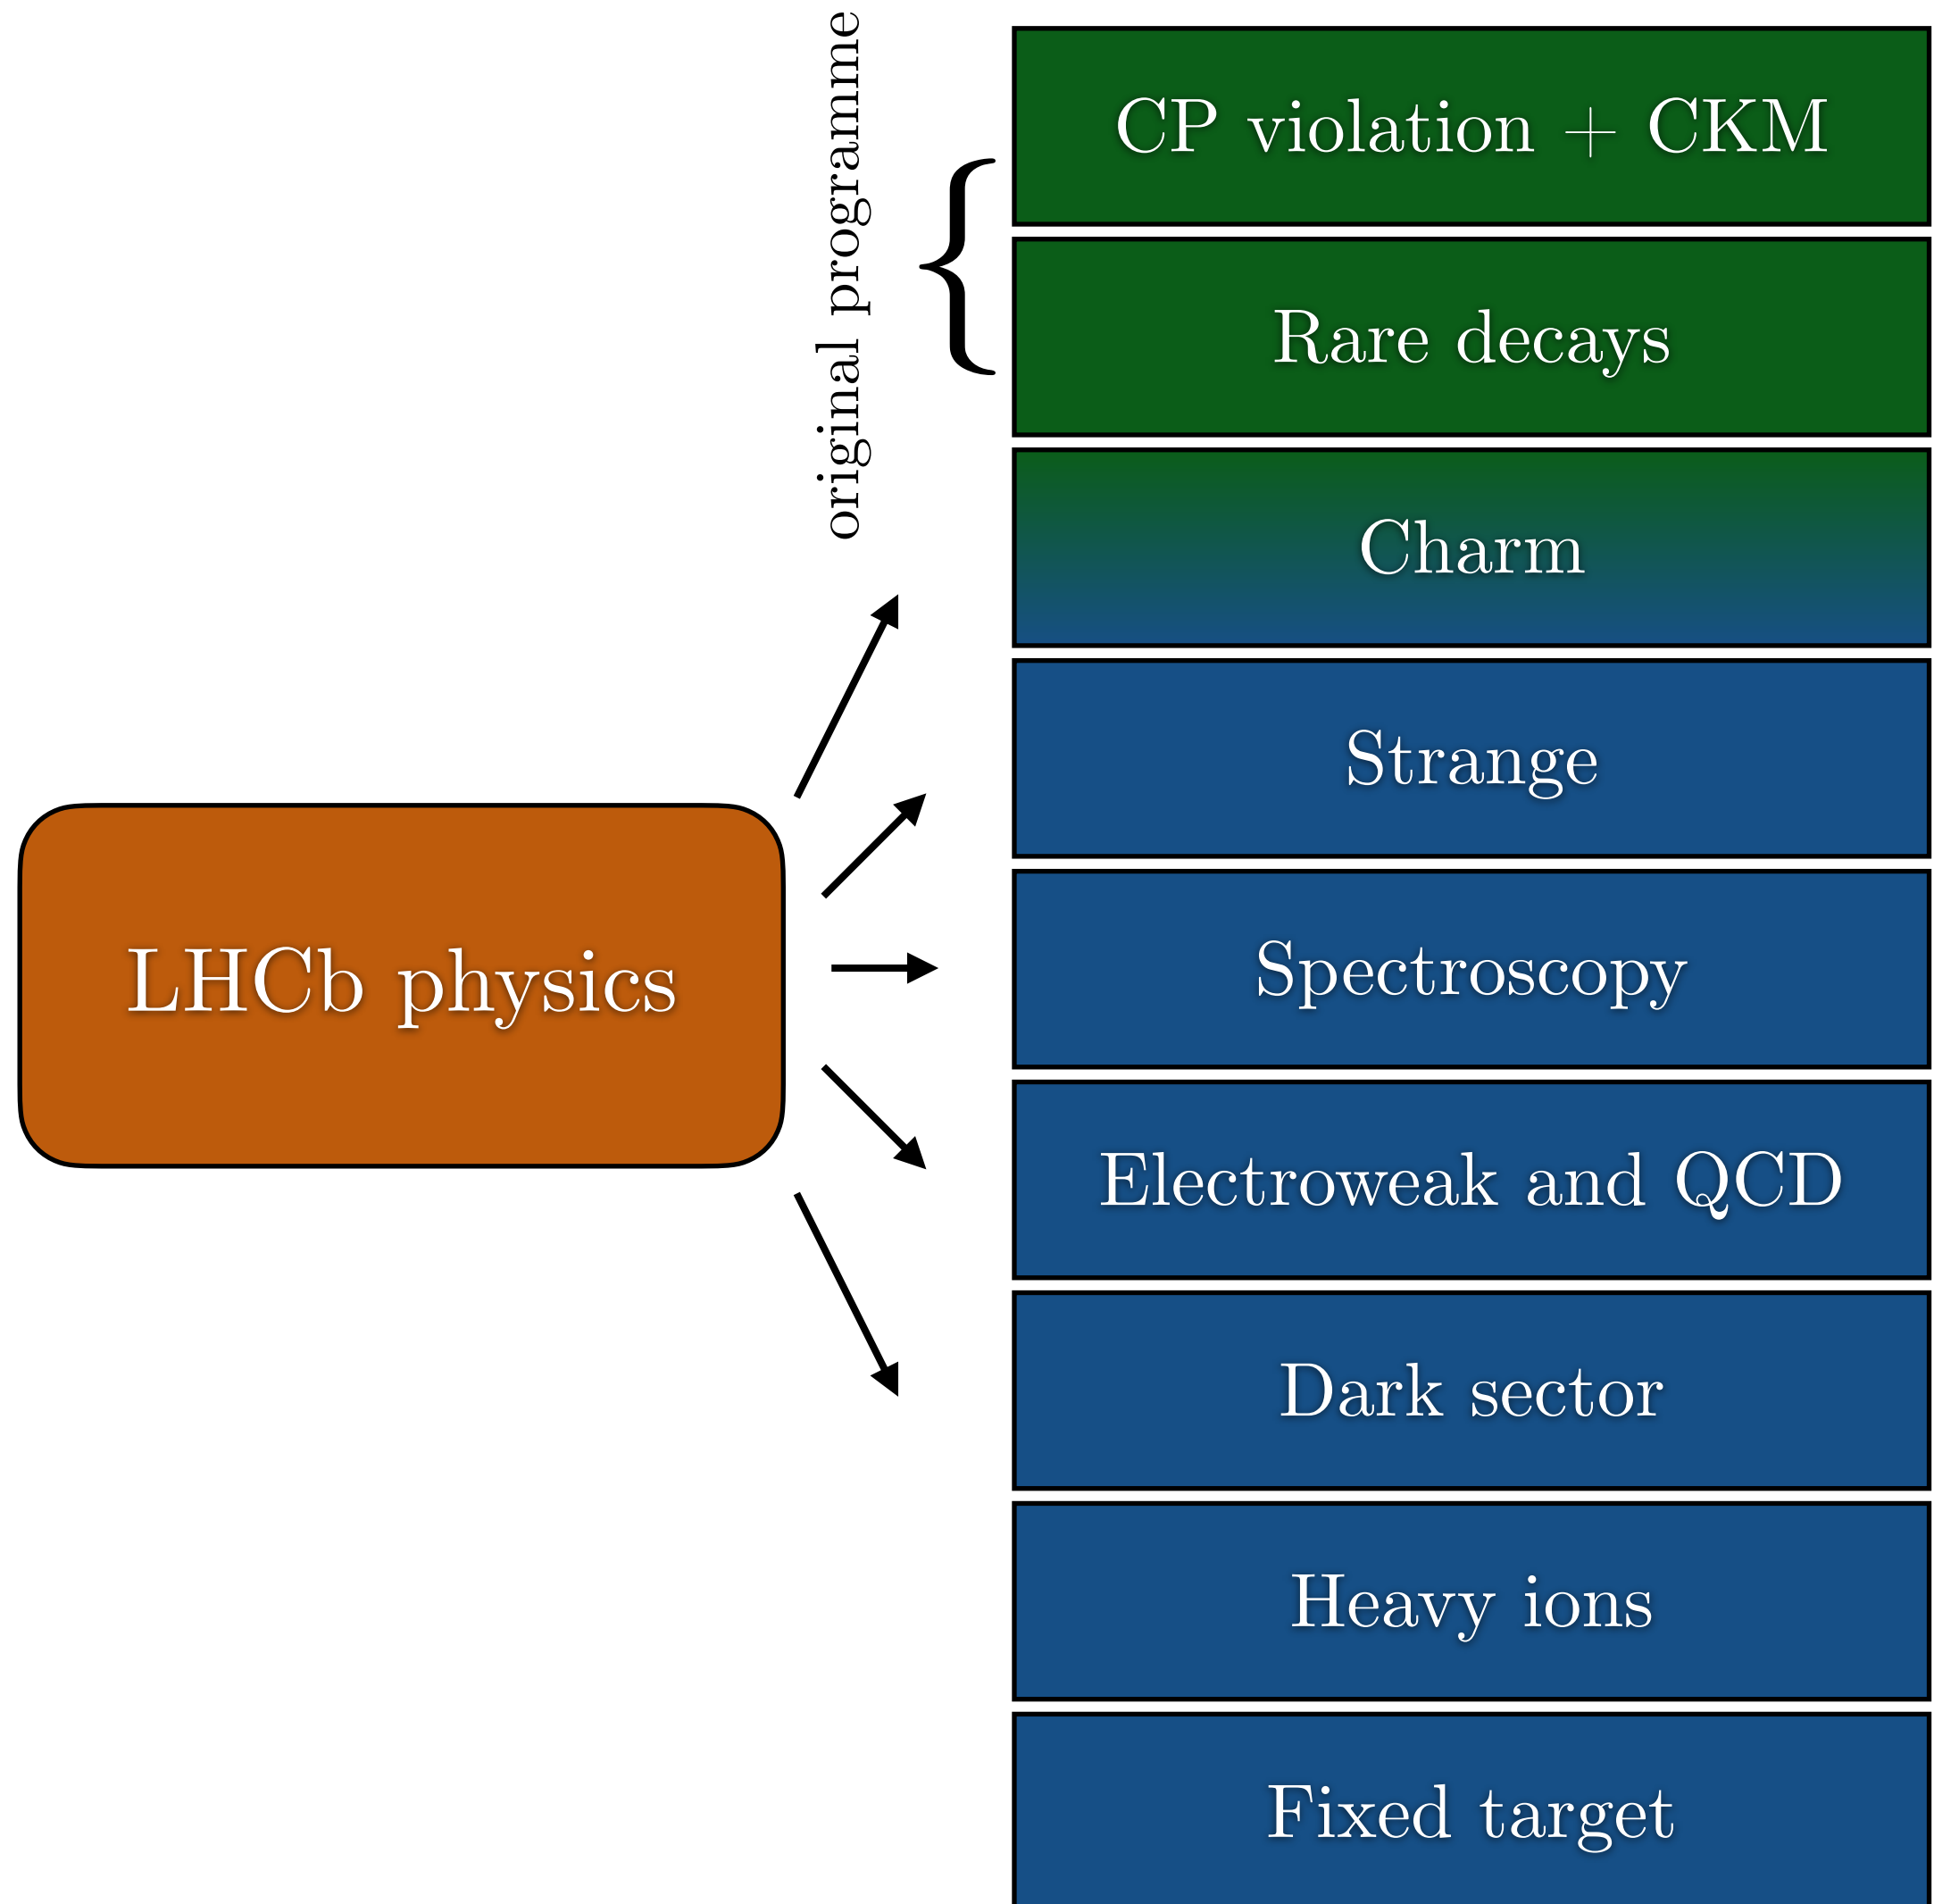 original programme
LHCb physics
CP violation + CKM
Rare decays
Charm
Strange
Spectroscopy
Electroweak and QCD
Dark sector
Heavy ions
Fixed target